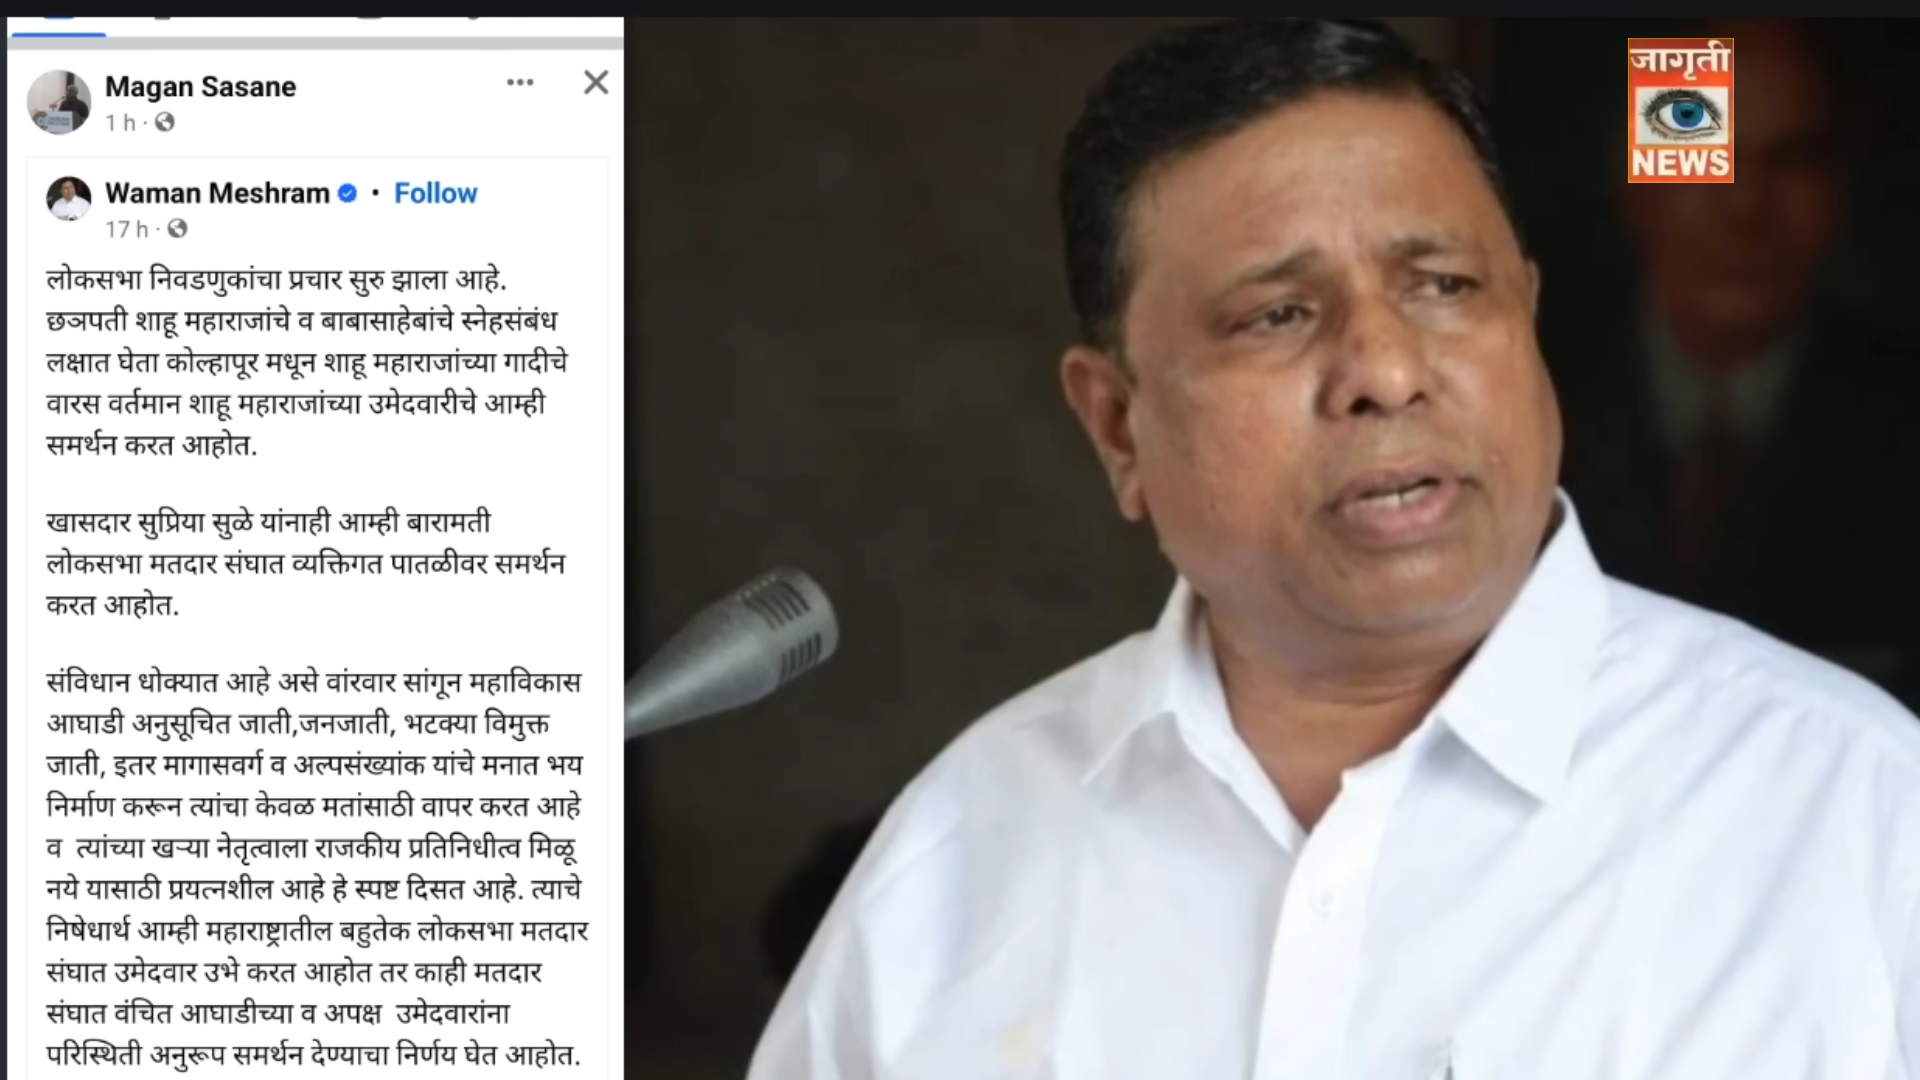 Magan Sasane
1 h ·
Waman Meshram • Follow
17 h ·
लोकसभा निवडणुकांचा प्रचार सुरु झाला आहे.
छत्रपती शाहू महाराजांचे व बाबासाहेबांचे स्नेहसंबंध
लक्षात घेता कोल्हापूर मधून शाहू महाराजांच्या गादीचे
वारस वर्तमान शाहू महाराजांच्या उमेदवारीचे आम्ही
समर्थन करत आहोत.
खासदार सुप्रिया सुळे यांनाही आम्ही बारामती
लोकसभा मतदार संघात व्यक्तिगत पातळीवर समर्थन
करत आहोत.
संविधान धोक्यात आहे असे वांरवार सांगून महाविकास
आघाडी अनुसूचित जाती,जनजाती, भटक्या विमुक्त
जाती, इतर मागासवर्ग व अल्पसंख्यांक यांचे मनात भय
निर्माण करून त्यांचा केवळ मतांसाठी वापर करत आहे
व त्यांच्या खऱ्या नेतृत्वाला राजकीय प्रतिनिधीत्व मिळू
नये यासाठी प्रयत्नशील आहे हे स्पष्ट दिसत आहे. त्याचे
निषेधार्थ आम्ही महाराष्ट्रातील बहुतेक लोकसभा मतदार
संघात उमेदवार उभे करत आहोत तर काही मतदार
संघात वंचित आघाडीच्या व अपक्ष उमेदवारांना
परिस्थिती अनुरूप समर्थन देण्याचा निर्णय घेत आहोत.
जागृती
NEWS